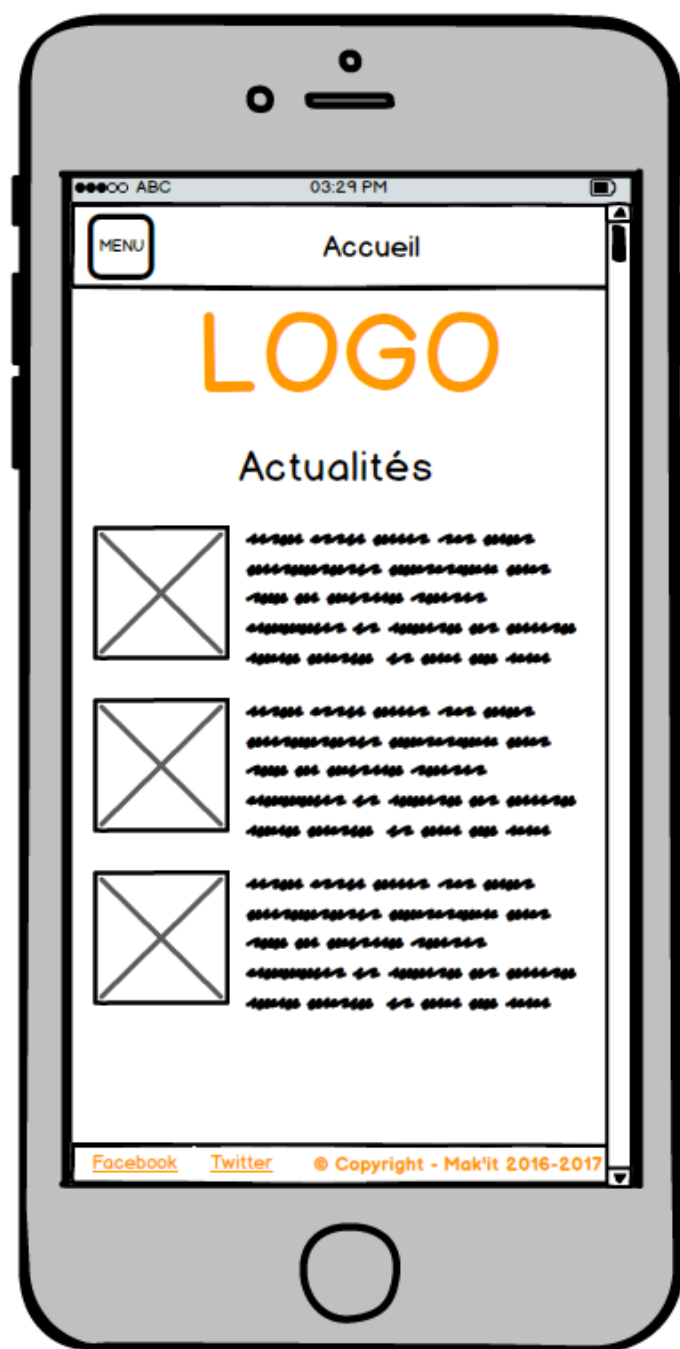 ABC 03:29 PM
MENU Accueil
LOGO
Actualités
Facebook Twitter © Copyright - Mak'it 2016-2017